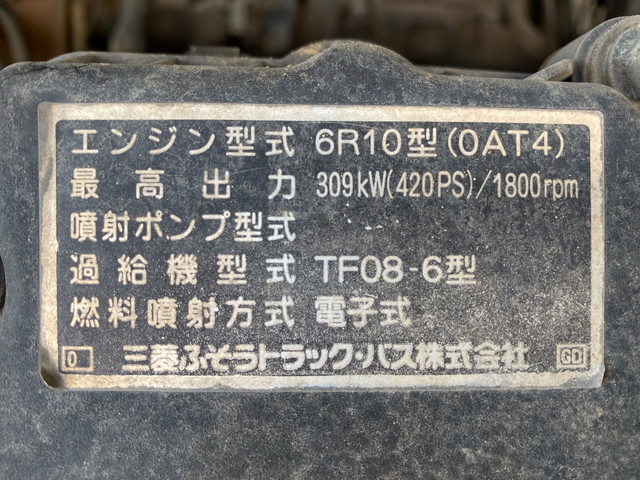 エンジン型式 6R10型(0AT4)
最高出力 309kW(420PS)/1800rpm
噴射ポンプ型式
過給機型式 TF08-6型
燃料噴射方式 電子式
0 三菱ふそうトラック・バス株式会社 GD